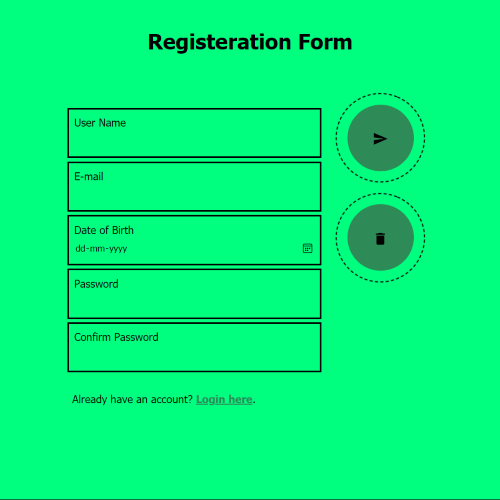 Registeration Form
User Name
E-mail
Date of Birth
dd-mm-yyyy
Password
Confirm Password
Already have an account? Login here.